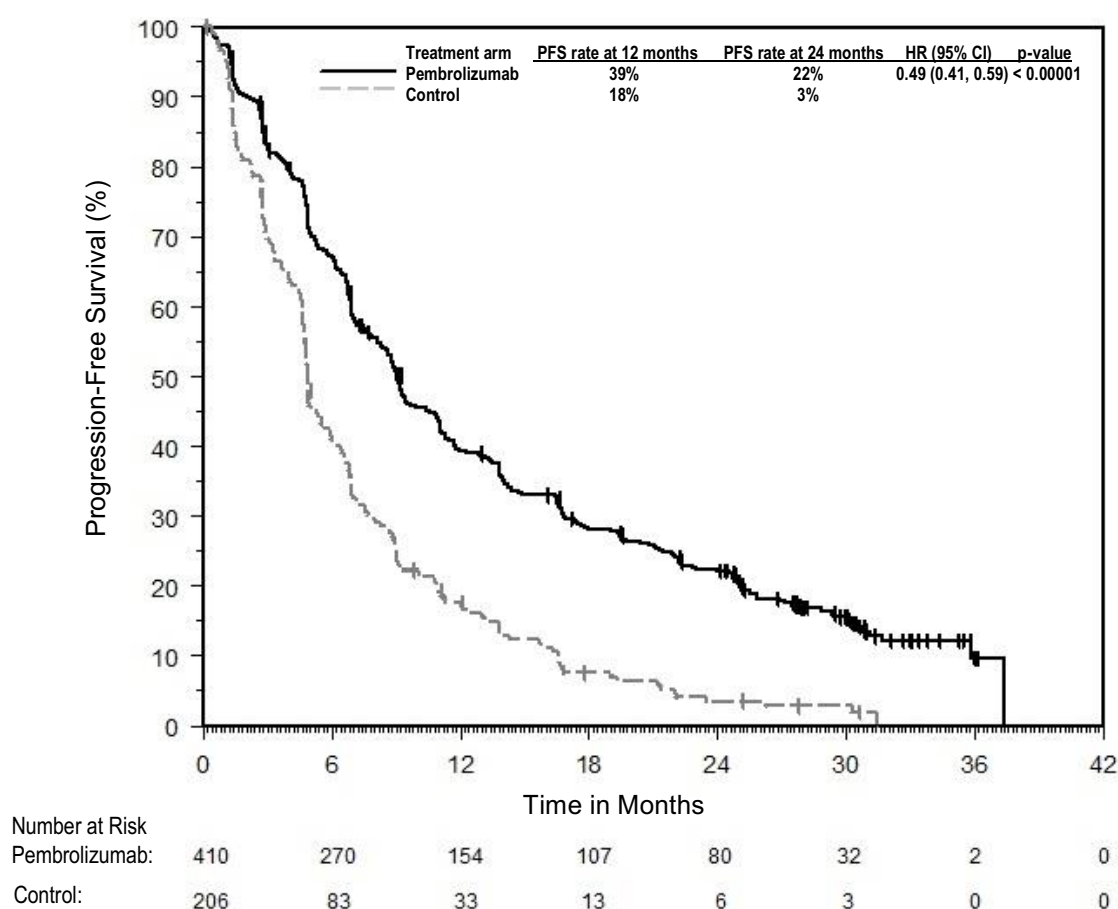 100
90
80
70
60
50
40
30
20
10
0
Progression-Free Survival (%)
Treatment arm PFS rate at 12 months PFS rate at 24 months HR (95% CI) p-value
Pembrolizumab 39% 22% 0.49 (0.41, 0.59) < 0.00001
Control 18% 3%
0 6 12 18 24 30 36 42
Time in Months
Number at Risk
Pembrolizumab: 410 270 154 107 80 32 2 0
Control: 206 83 33 13 6 3 0 0